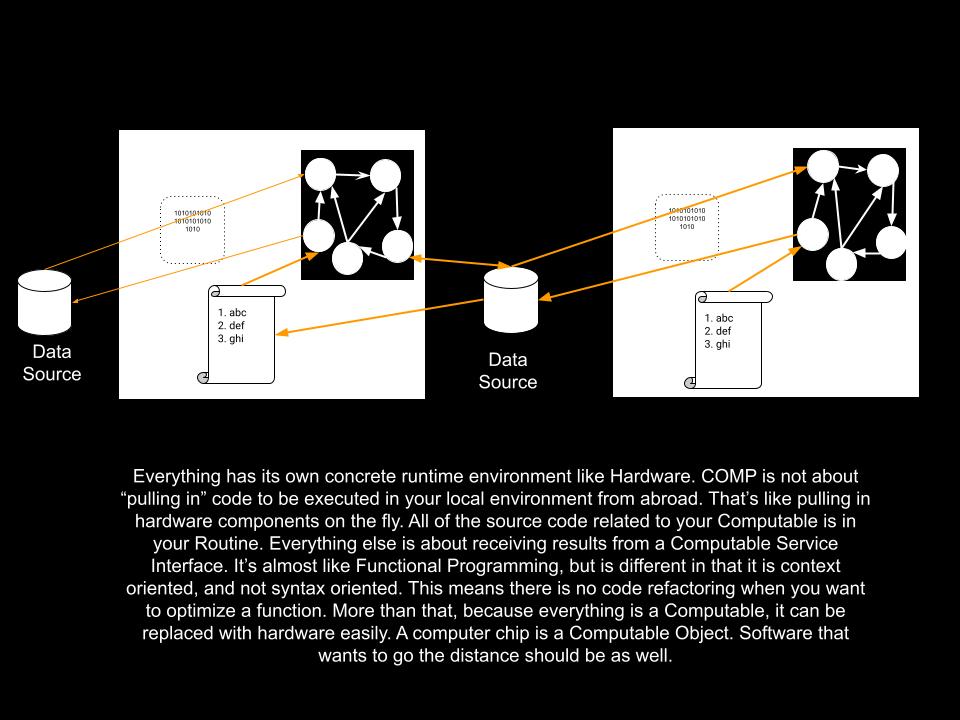 1010101010
1010101010
1010
1. abc
2. def
3. ghi
Data
Source
1010101010
1010101010
1010
1. abc
2. def
3. ghi
Data
Source
Everything has its own concrete runtime environment like Hardware. COMP is not about
“pulling in” code to be executed in your local environment from abroad. That’s like pulling in
hardware components on the fly. All of the source code related to your Computable is in
your Routine. Everything else is about receiving results from a Computable Service
Interface. It’s almost like Functional Programming, but is different in that it is context
oriented, and not syntax oriented. This means there is no code refactoring when you want
to optimize a function. More than that, because everything is a Computable, it can be
replaced with hardware easily. A computer chip is a Computable Object. Software that
wants to go the distance should be as well.